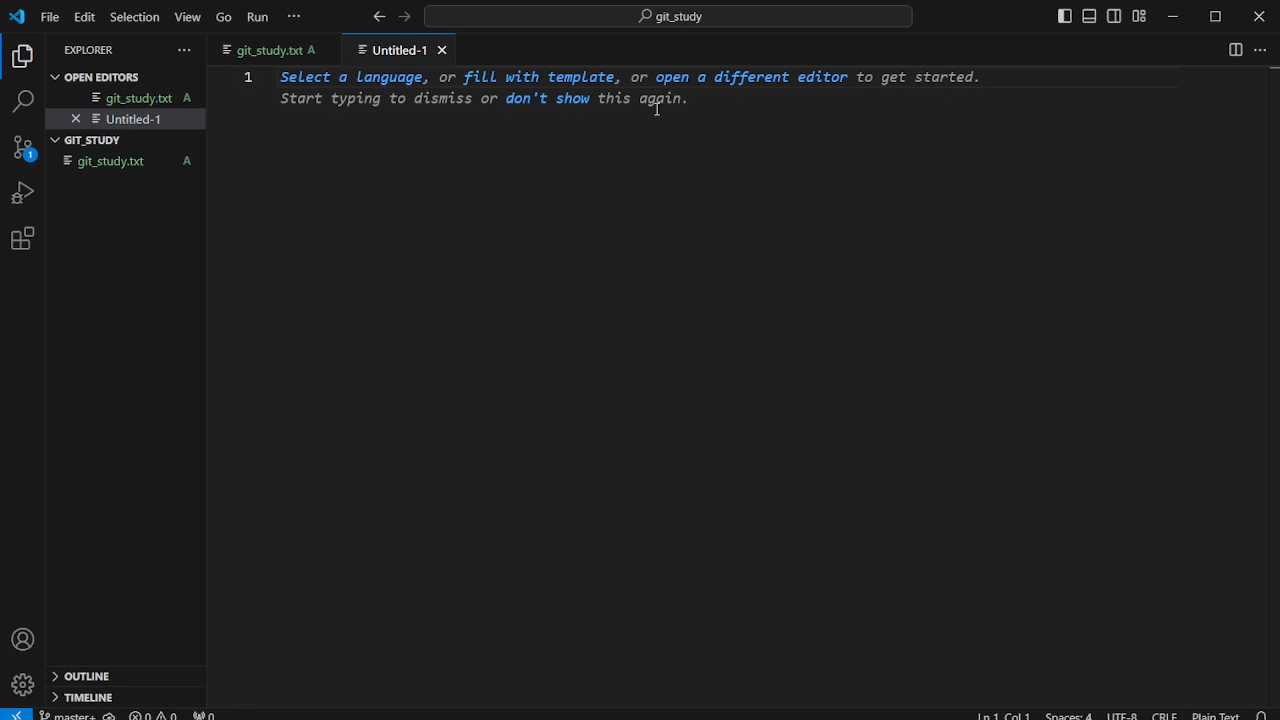 File Edit Selection View Go Run ··· git_study
EXPLORER ···
git_study.txt A Untitled-1
OPEN EDITORS
git_study.txt A
Untitled-1
GIT_STUDY
git_study.txt A
1
1 Select a language, or fill with template, or open a different editor to get started.
Start typing to dismiss or don't show this again.
OUTLINE
TIMELINE
master+ 0 0 0 Ln 1, Col 1 Spaces: 4 UTF-8 CRLF Plain Text